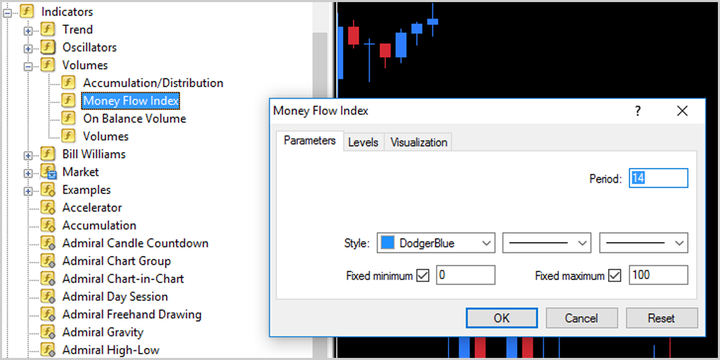 Indicators
Trend
Oscillators
Volumes
Accumulation/Distribution
Money Flow Index
On Balance Volume
Volumes
Bill Williams
Market
Examples
Accelerator
Accumulation
Admiral Candle Countdown
Admiral Chart Group
Admiral Chart-in-Chart
Admiral Day Session
Admiral Freehand Drawing
Admiral Gravity
Admiral High-Low
Money Flow Index ?
Parameters Levels Visualization
Period: 14
Style: DodgerBlue
Fixed minimum 0 Fixed maximum 100
OK Cancel Reset